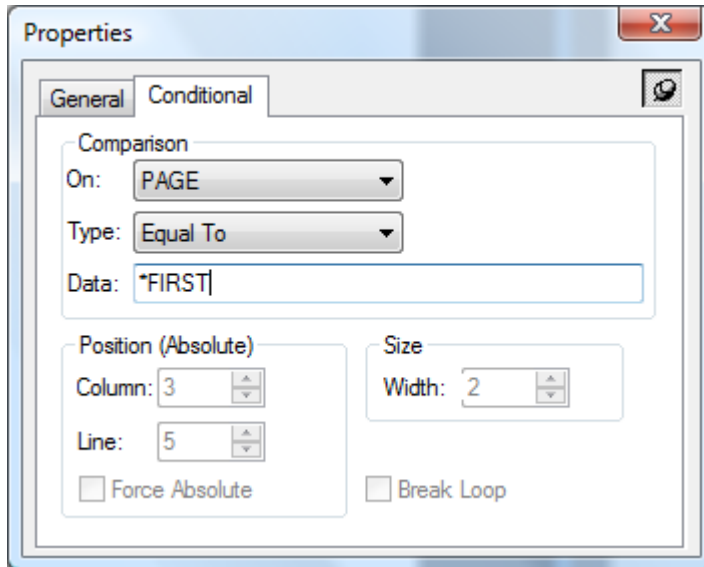 Properties
General Conditional
Comparison
On: PAGE
Type: Equal To
Data: *FIRST
Position (Absolute) Size
Column: 3 Width: 2
Line: 5
Force Absolute Break Loop